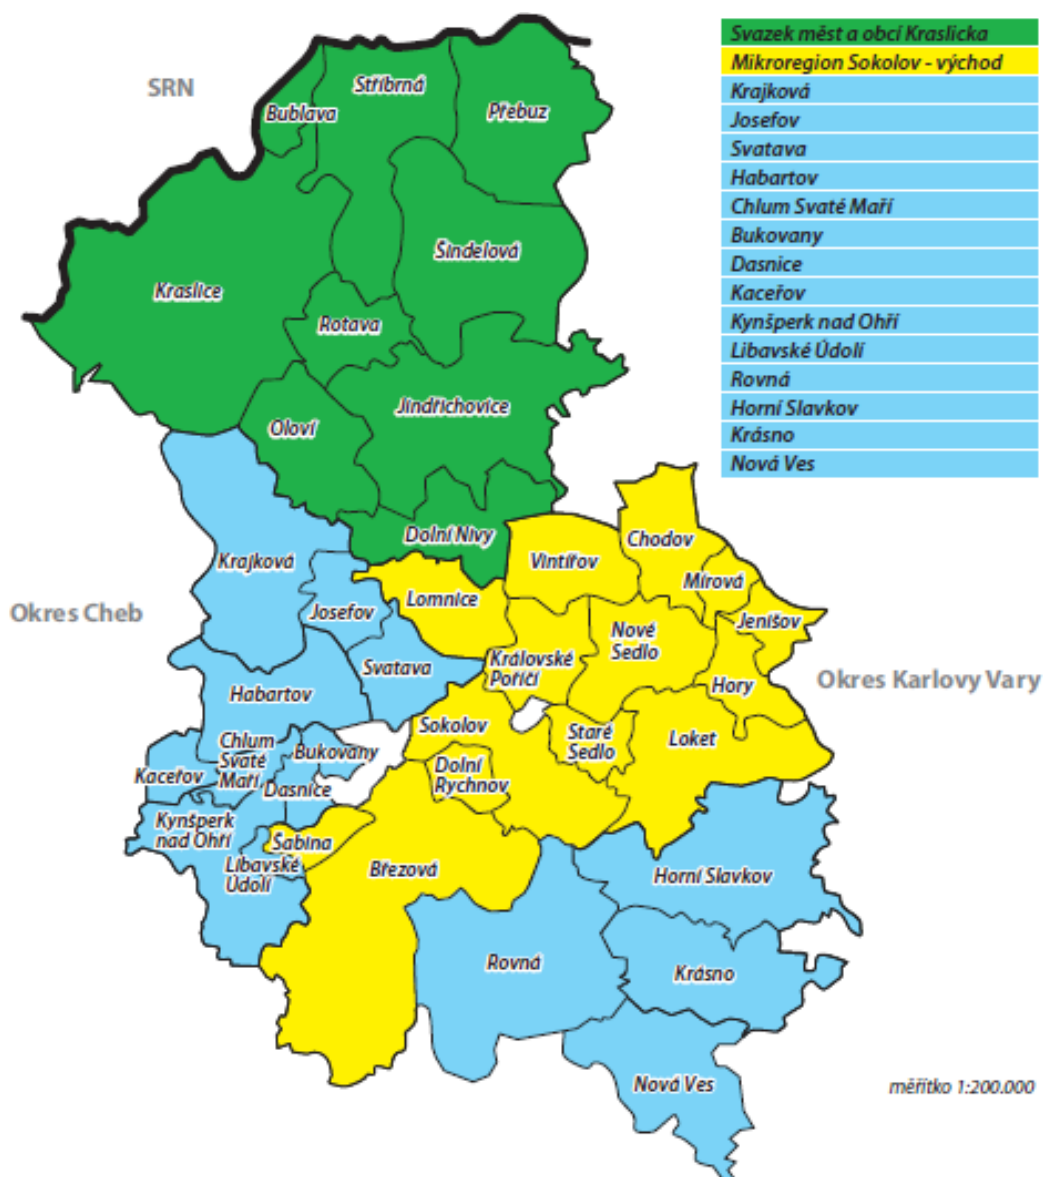 Svazek měst a obcí Kraslicka
Mikroregion Sokolov - východ
Krajková
Josefov
Svatava
Habartov
Chlum Svaté Maří
Bukovany
Dasnice
Kaceřov
Kynšperk nad Ohří
Libavské Údolí
Rovná
Horní Slavkov
Krásno
Nová Ves
SRN
Stříbrná
Bublava
Přebuz
Šindelová
Kraslice
Rotava
Jindřichovice
Oloví
Dolní Nivy
Chodov
Vintířov
Krajková
Mírová
Lomnice
Okres Cheb
Josefov
Jenišov
Nové
Sedlo
Královské
Poříčí
Svatava
Okres Karlovy Vary
Hory
Habartov
Sokolov
Staré
Sedlo
Loket
Chlum
Svaté
Maří
Bukovany
Dolní
Rychnov
Kaceřov
Dasnice
Kynšperk
nad Ohří
Šabina
Libavské
Údolí
Březová
Horní Slavkov
Rovná
Krásno
Nová Ves
měřítko 1:200.000